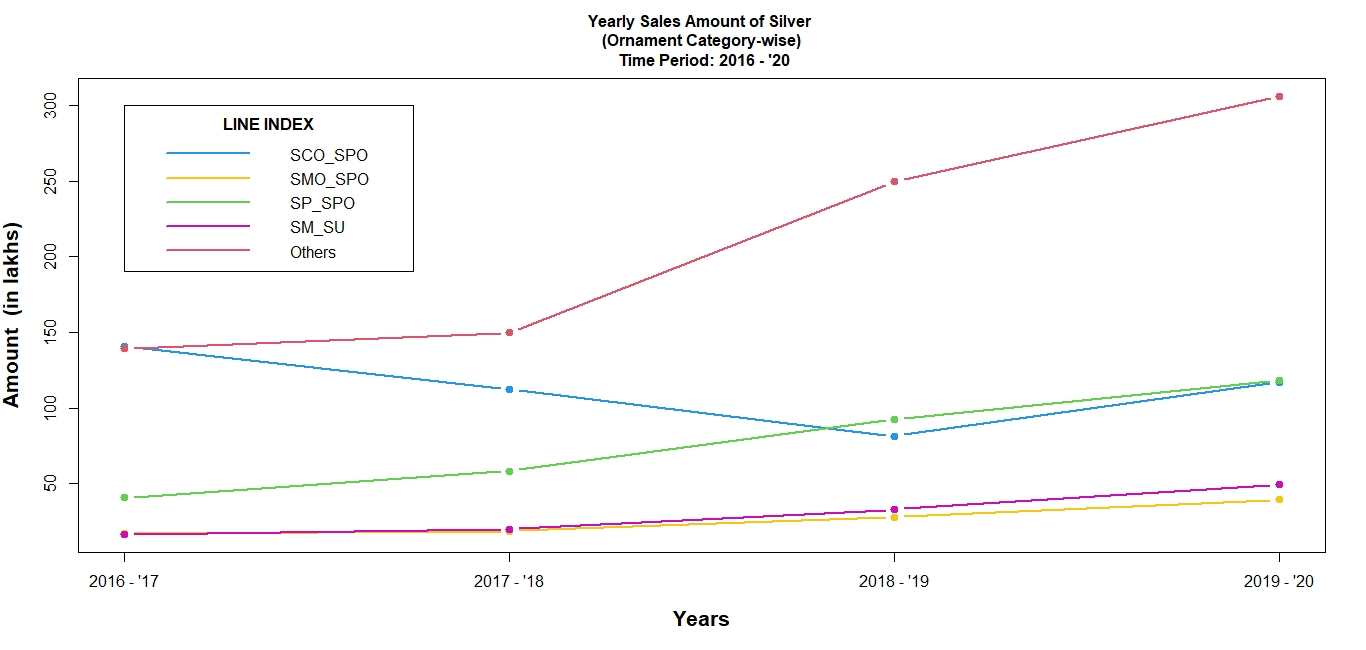 Yearly Sales Amount of Silver
(Ornament Category-wise)
Time Period: 2016 - '20
Amount (in lakhs)
300
250
200
150
100
50
LINE INDEX
SCO_SPO
SMO_SPO
SP_SPO
SM_SU
Others
2016 - '17
2017 - '18
2018 - '19
2019 - '20
Years